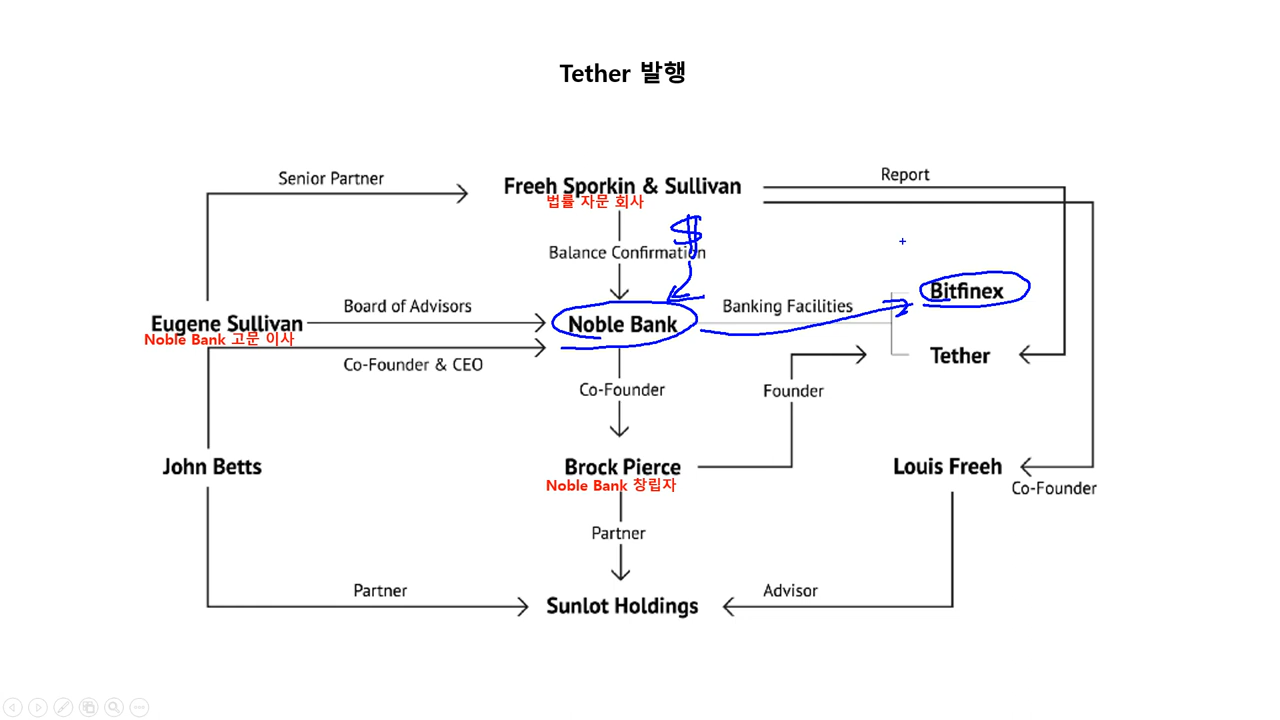 Tether 발행
Senior Partner
Freeh Sporkin & Sullivan
법률 자문 회사
Report
$
Balance Confirmation
Board of Advisors
Banking Facilities
Bitfinex
Eugene Sullivan
Noble Bank 고문 이사
Noble Bank
Tether
Co-Founder & CEO
Co-Founder
Founder
John Betts
Brock Pierce
Noble Bank 창립자
Louis Freeh
Co-Founder
Partner
Partner
Sunlot Holdings
Advisor